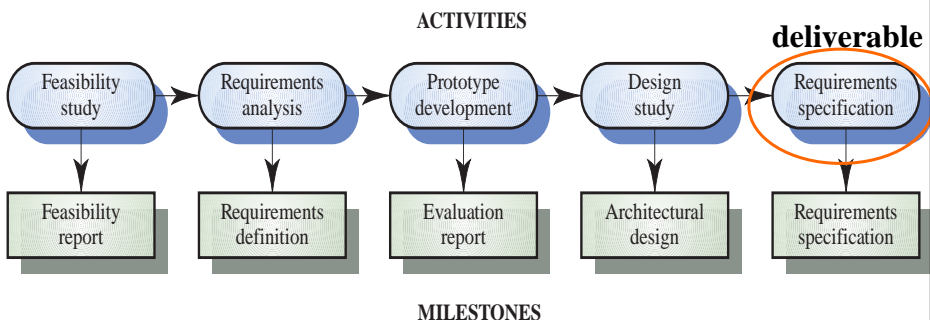 ACTIVITIES
deliverable
Feasibility
study
Requirements
analysis
Prototype
development
Design
study
Requirements
specification
Feasibility
report
Requirements
definition
Evaluation
report
Architectural
design
Requirements
specification
MILESTONES